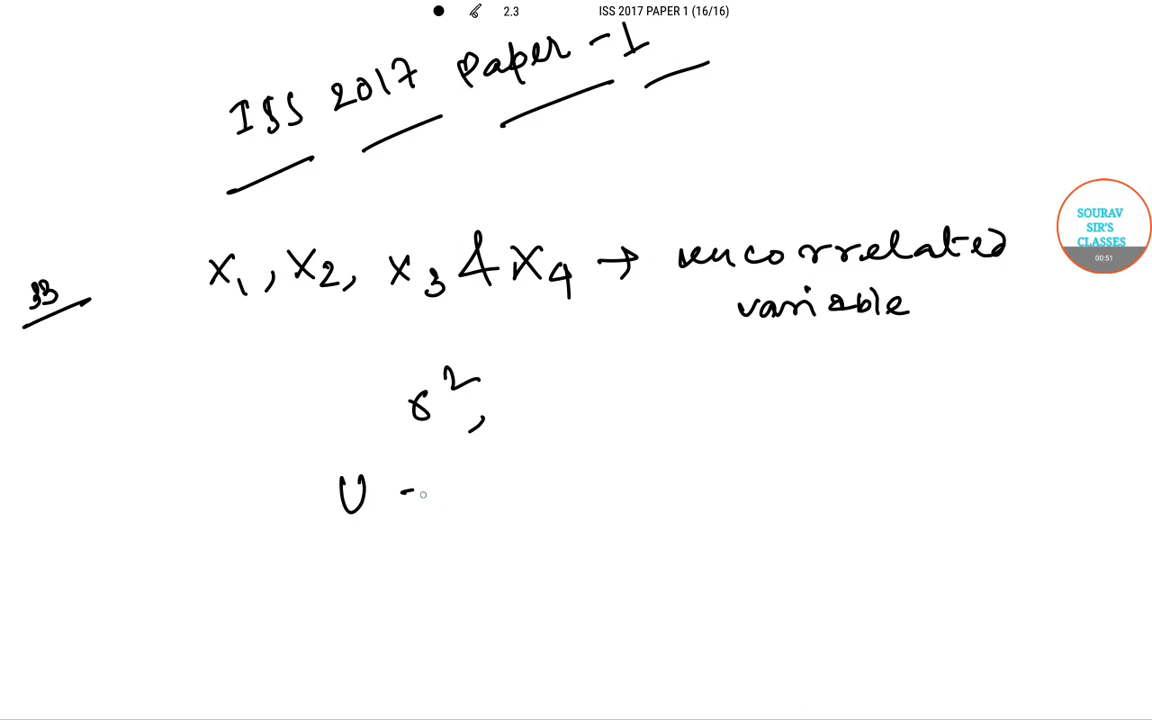 2.3 ISS 2017 PAPER 1 (16/16)
ISS 2017 Paper - I
SOURAV
SIR'S
CLASSES
00:51
33
x₁, x₂, x₃ & x₄ → uncorrelated
variable
σ²,
U -